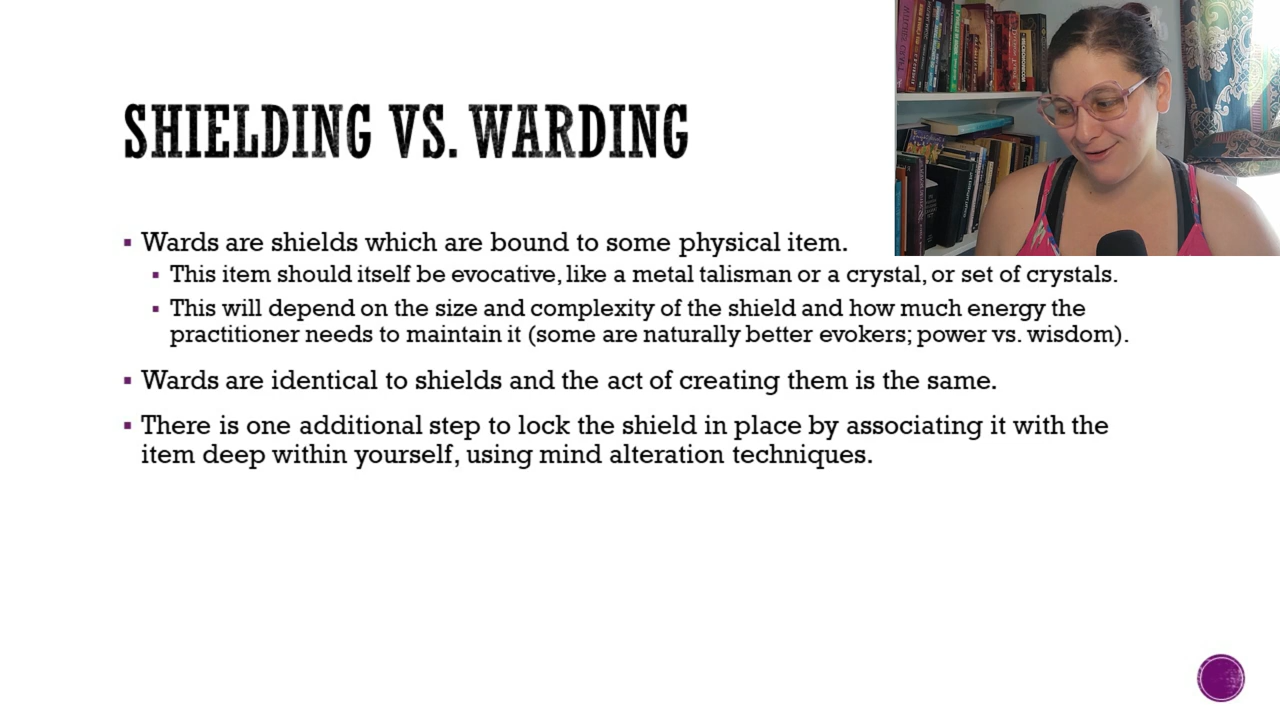 SHIELDING VS. WARDING
Wards are shields which are bound to some physical item.
This item should itself be evocative, like a metal talisman or a crystal, or set of crystals.
This will depend on the size and complexity of the shield and how much energy the
practitioner needs to maintain it (some are naturally better evokers; power vs. wisdom).
Wards are identical to shields and the act of creating them is the same.
There is one additional step to lock the shield in place by associating it with the
item deep within yourself, using mind alteration techniques.